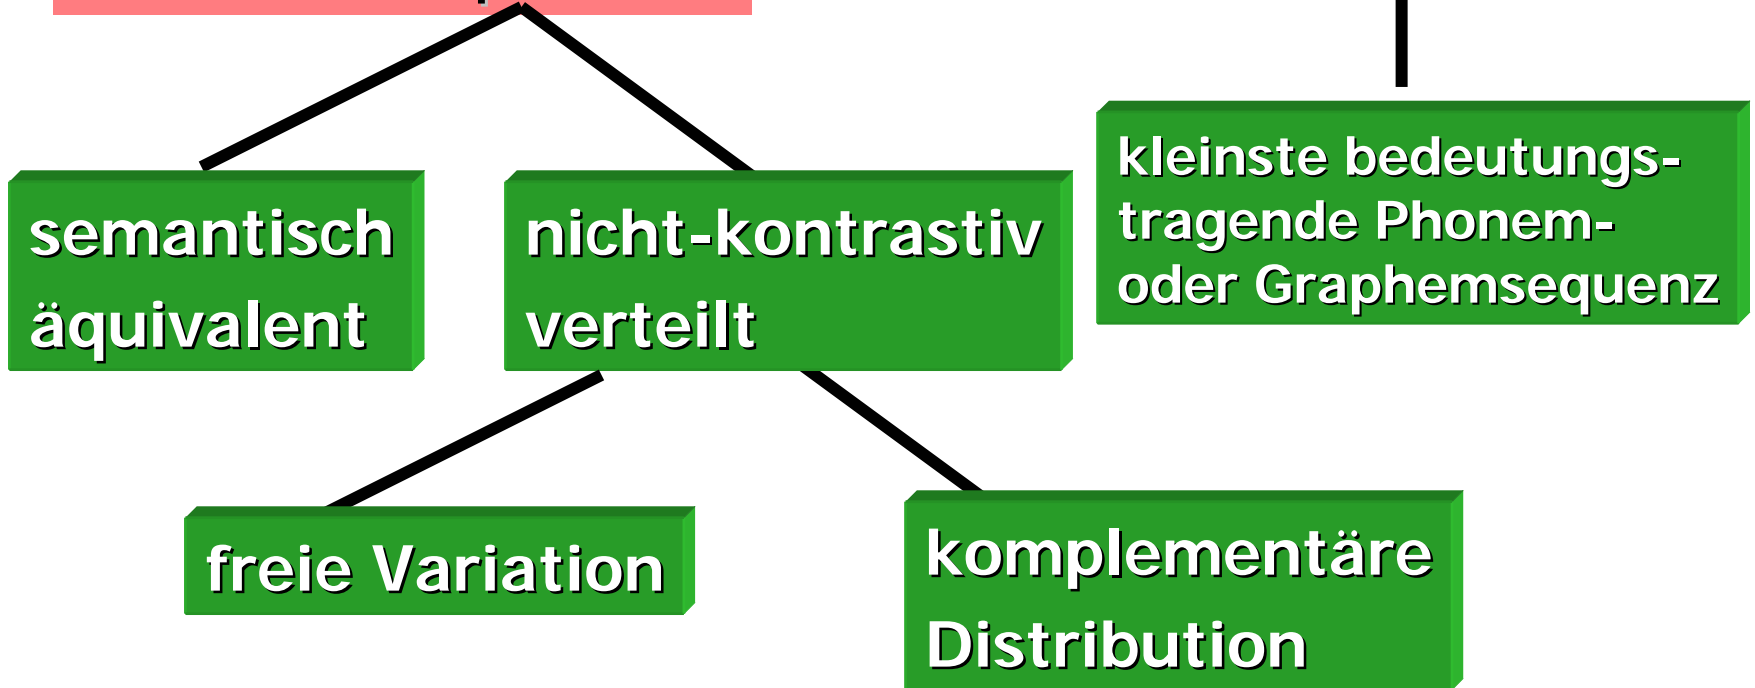 semantisch
äquivalent
nicht-kontrastiv
verteilt
kleinste bedeutungs-
tragende Phonem-
oder Graphemsequenz
freie Variation
komplementäre
Distribution